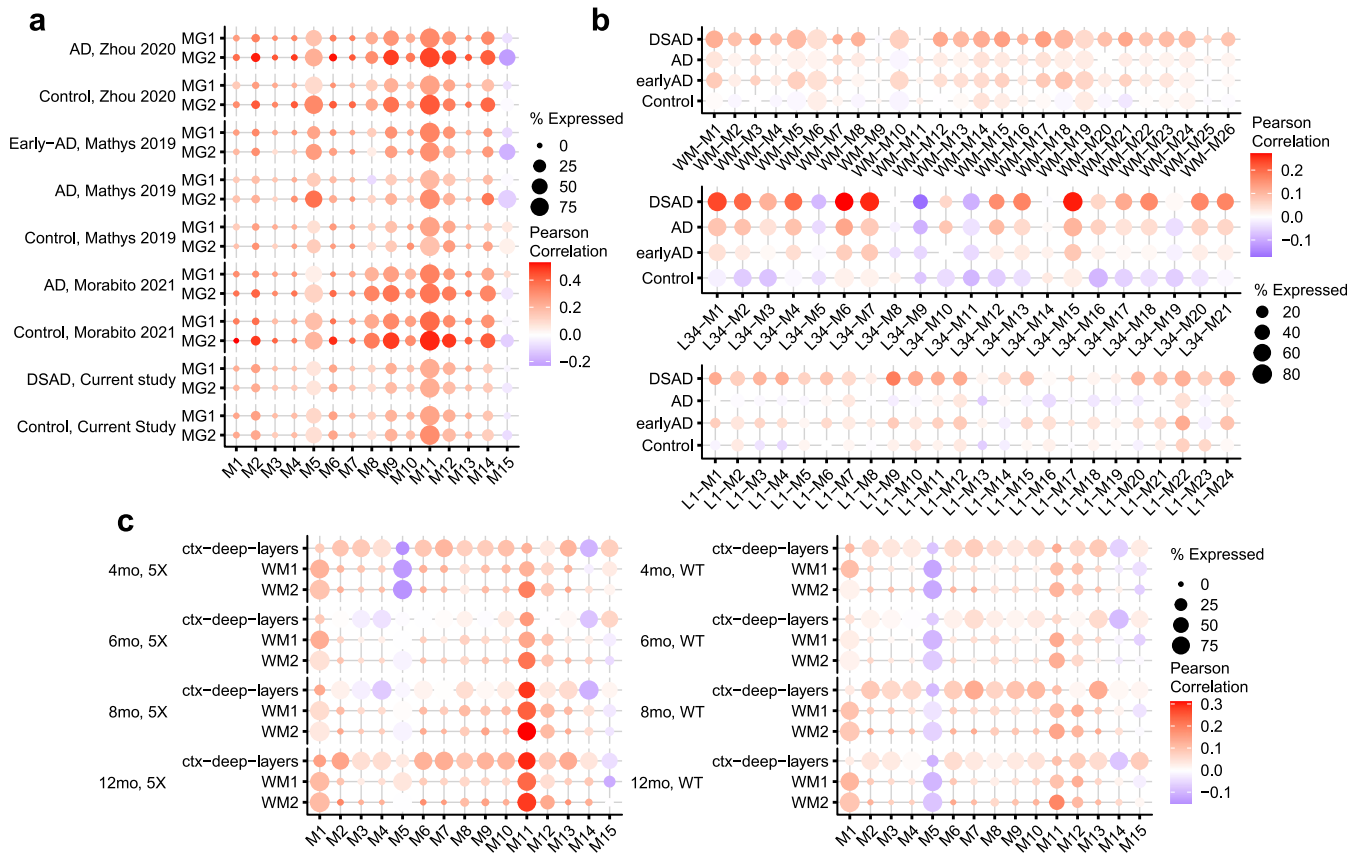 a
AD, Zhou 2020
MG1
MG2
Control, Zhou 2020
MG1
MG2
Early−AD, Mathys 2019
MG1
MG2
AD, Mathys 2019
MG1
MG2
Control, Mathys 2019
MG1
MG2
AD, Morabito 2021
MG1
MG2
Control, Morabito 2021
MG1
MG2
DSAD, Current study
MG1
MG2
Control, Current Study
MG1
MG2
M1 M2 M3 M4 M5 M6 M7 M8 M9 M10 M11 M12 M13 M14 M15
% Expressed
0
25
50
75
Pearson
Correlation
0.4
0.2
0.0
−0.2
b
DSAD
AD
earlyAD
Control
WM−M1 WM−M2 WM−M3 WM−M4 WM−M5 WM−M6 WM−M7 WM−M8 WM−M9 WM−M10 WM−M11 WM−M12 WM−M13 WM−M14 WM−M15 WM−M16 WM−M17 WM−M18 WM−M19 WM−M20 WM−M21 WM−M22 WM−M23 WM−M24 WM−M25 WM−M26
DSAD
AD
earlyAD
Control
L34−M1 L34−M2 L34−M3 L34−M4 L34−M5 L34−M6 L34−M7 L34−M8 L34−M9 L34−M10 L34−M11 L34−M12 L34−M13 L34−M14 L34−M15 L34−M16 L34−M17 L34−M18 L34−M19 L34−M20 L34−M21
DSAD
AD
earlyAD
Control
L1−M1 L1−M2 L1−M3 L1−M4 L1−M5 L1−M6 L1−M7 L1−M8 L1−M9 L1−M10 L1−M11 L1−M12 L1−M13 L1−M14 L1−M15 L1−M16 L1−M17 L1−M18 L1−M19 L1−M20 L1−M21 L1−M22 L1−M23 L1−M24
Pearson
Correlation
0.2
0.1
0.0
−0.1
% Expressed
20
40
60
80
c
4mo, 5X
ctx−deep−layers
WM1
WM2
6mo, 5X
ctx−deep−layers
WM1
WM2
8mo, 5X
ctx−deep−layers
WM1
WM2
12mo, 5X
ctx−deep−layers
WM1
WM2
M1 M2 M3 M4 M5 M6 M7 M8 M9 M10 M11 M12 M13 M14 M15
4mo, WT
ctx−deep−layers
WM1
WM2
6mo, WT
ctx−deep−layers
WM1
WM2
8mo, WT
ctx−deep−layers
WM1
WM2
12mo, WT
ctx−deep−layers
WM1
WM2
M1 M2 M3 M4 M5 M6 M7 M8 M9 M10 M11 M12 M13 M14 M15
% Expressed
0
25
50
75
Pearson
Correlation
0.3
0.2
0.1
0.0
−0.1